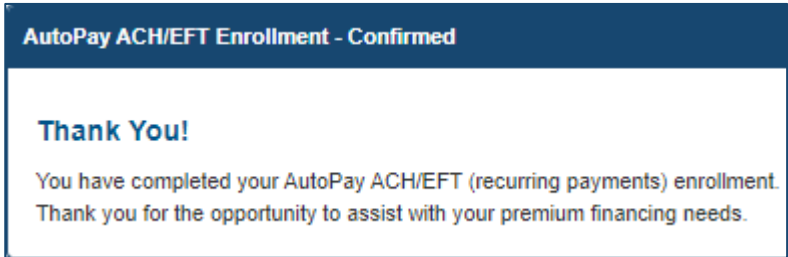 AutoPay ACH/EFT Enrollment - Confirmed
Thank You!
You have completed your AutoPay ACH/EFT (recurring payments) enrollment.
Thank you for the opportunity to assist with your premium financing needs.